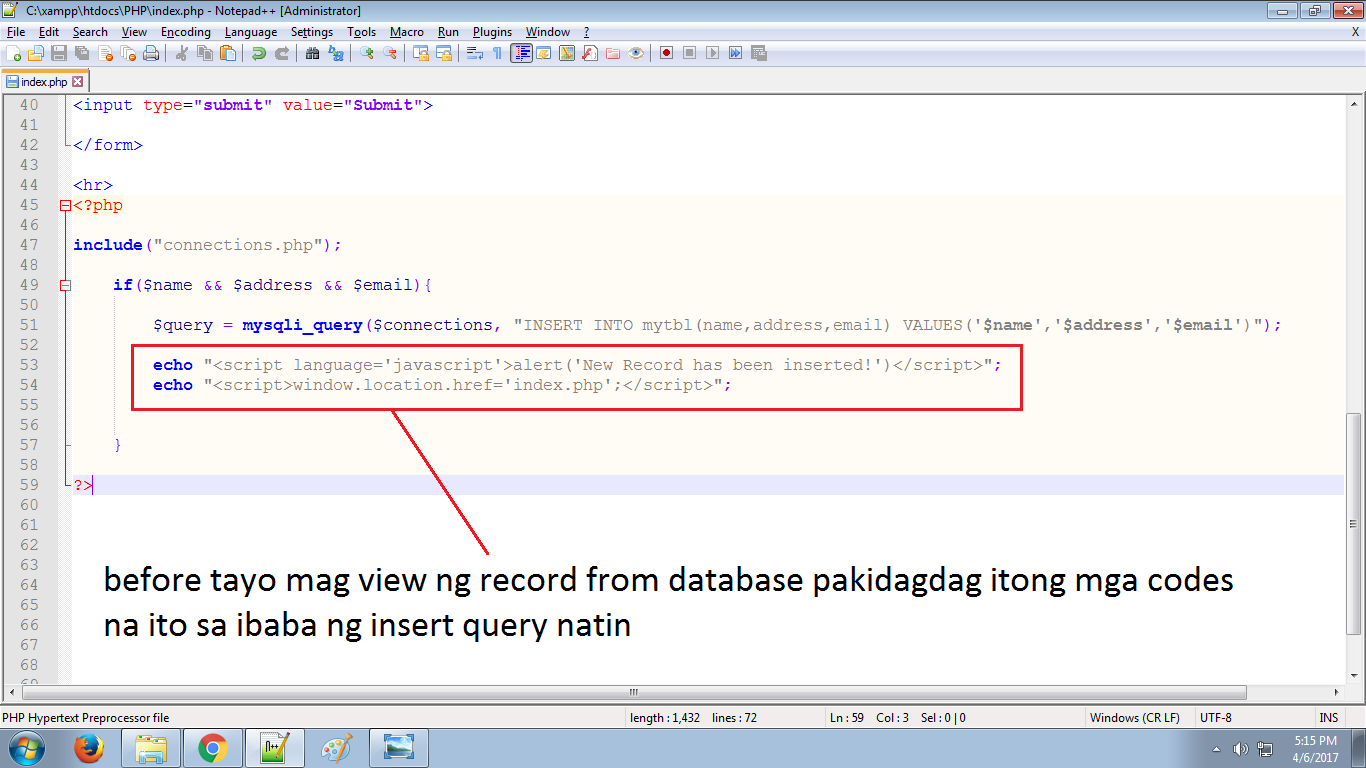 C:\xampp\htdocs\PHP\index.php - Notepad++ [Administrator]
File Edit Search View Encoding Language Settings Tools Macro Run Plugins Window ? X
index.php
40 <input type="submit" value="Submit">
41
42 </form>
43
44 <hr>
45 <?php
46
47 include("connections.php");
48
49 if($name && $address && $email){
50
51 $query = mysqli_query($connections, "INSERT INTO mytbl(name,address,email) VALUES('$name','$address','$email')");
52
53 echo "<script language='javascript'>alert('New Record has been inserted!')</script>";
54 echo "<script>window.location.href='index.php';</script>";
55
56
57 }
58
59 ?>
60
61
62
63
64
65
66
67
68
69
before tayo mag view ng record from database pakidagdag itong mga codes
na ito sa ibaba ng insert query natin
PHP Hypertext Preprocessor file length : 1,432 lines : 72 Ln : 59 Col : 3 Sel : 0 | 0 Windows (CR LF) UTF-8 INS
5:15 PM
4/6/2017